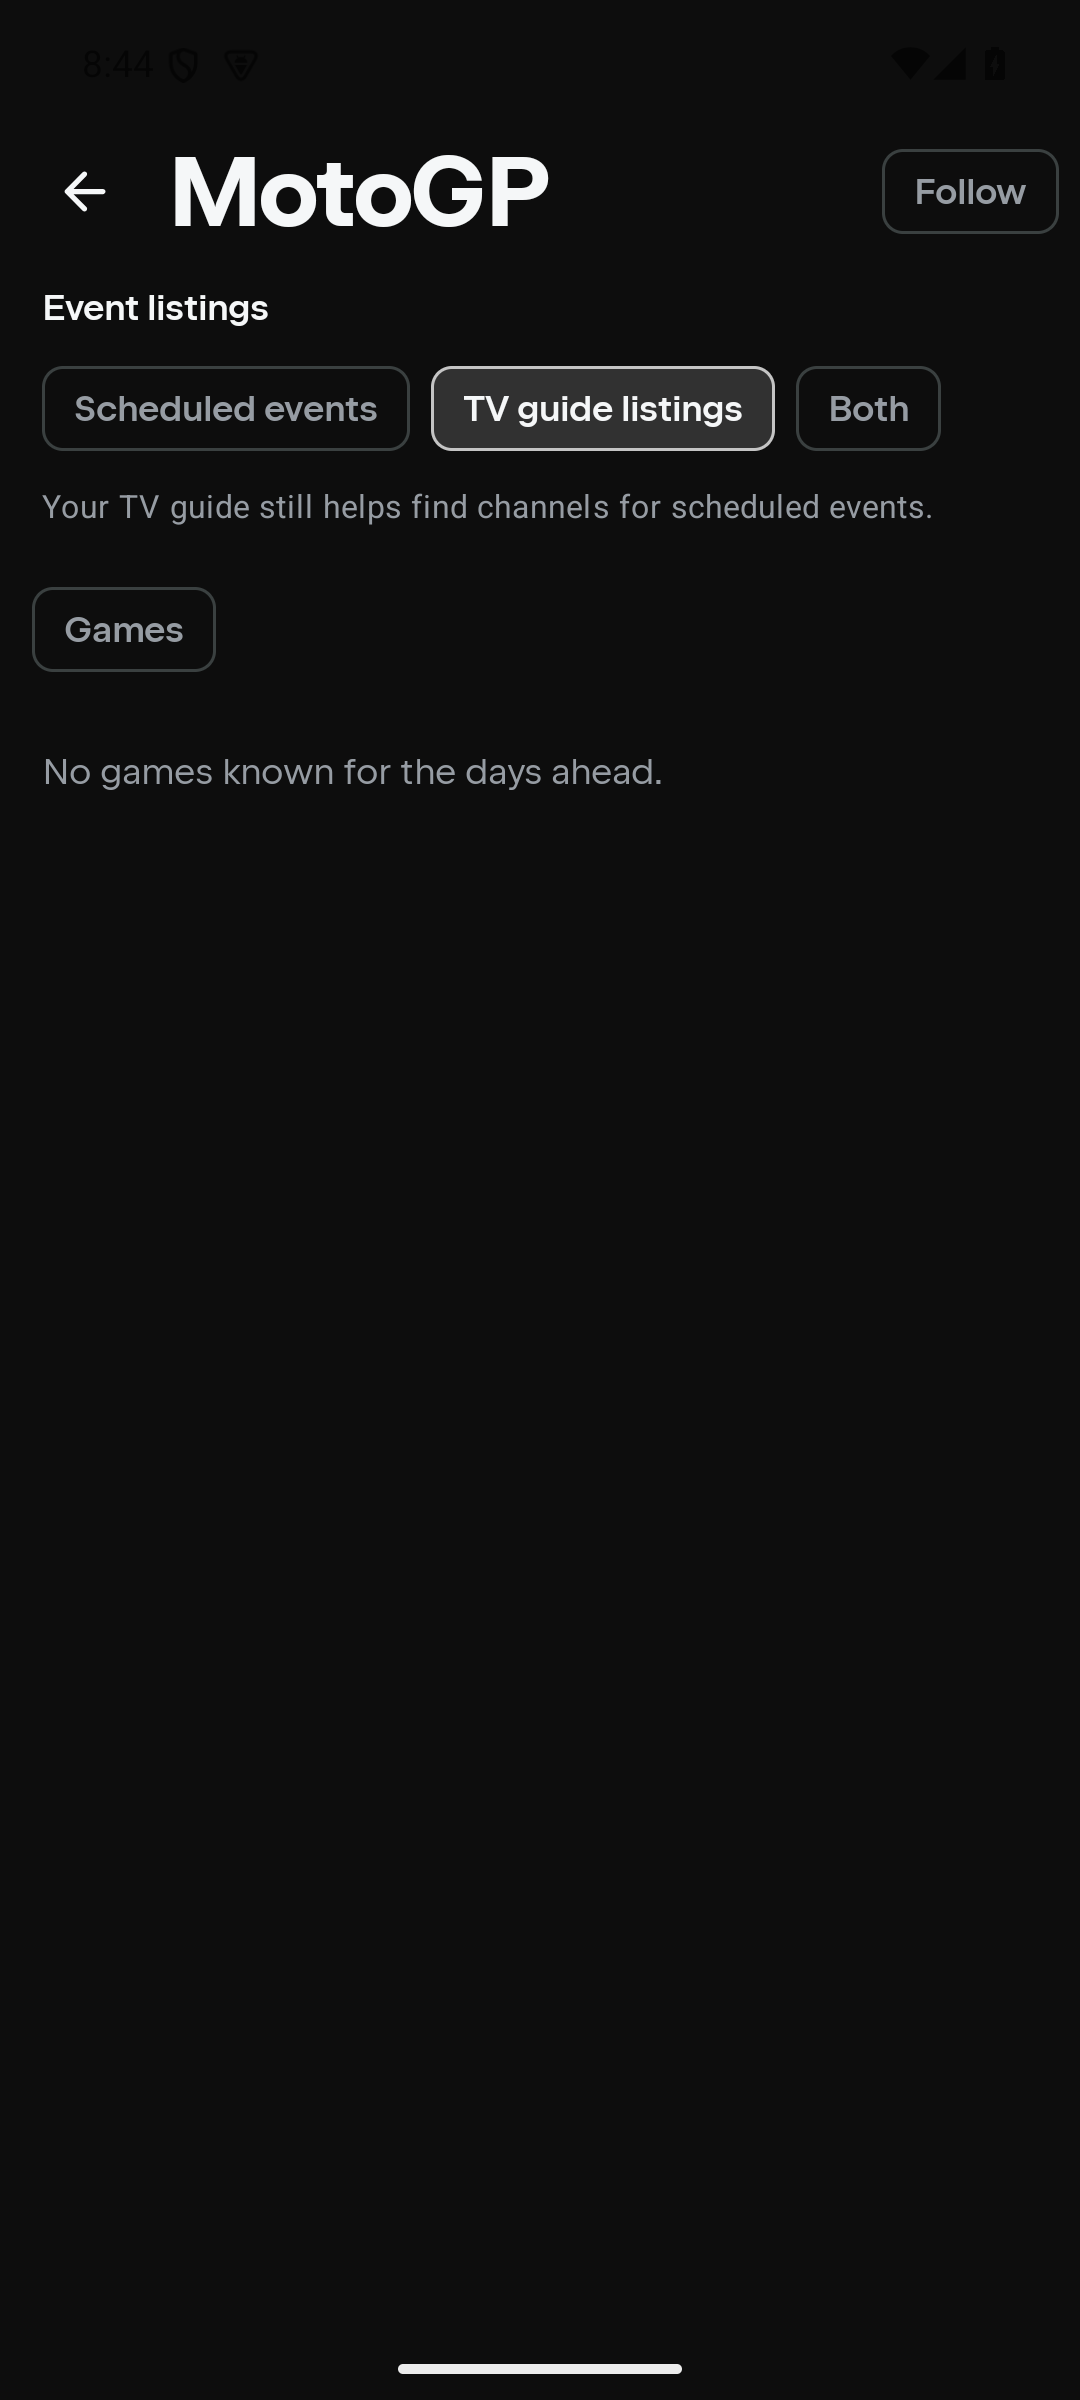 8:44
MotoGP
Follow
Event listings
Scheduled events
TV guide listings
Both
Your TV guide still helps find channels for scheduled events.
Games
No games known for the days ahead.